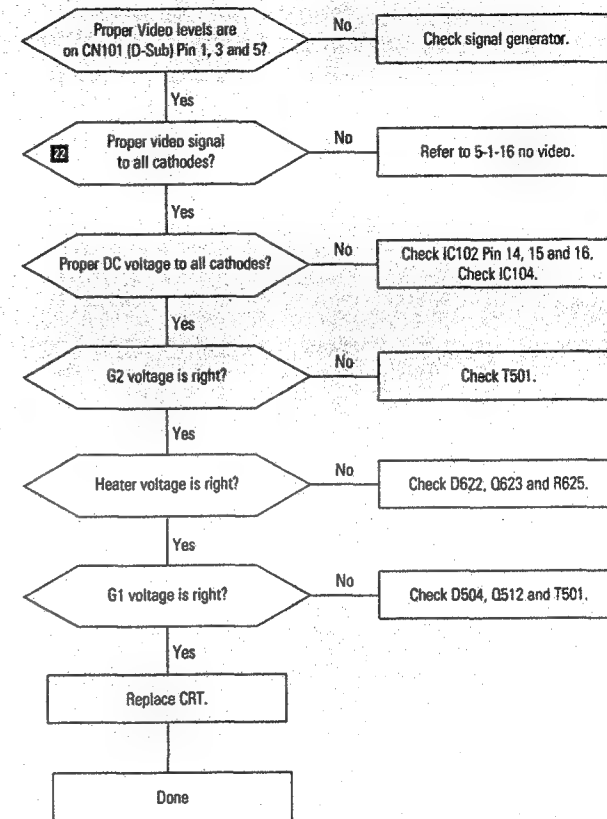 Proper Video levels are
on CN101 (D-Sub) Pin 1, 3 and 5?
No
Check signal generator.
Yes
22
Proper video signal
to all cathodes?
No
Refer to 5-1-16 no video.
Yes
Proper DC voltage to all cathodes?
No
Check IC102 Pin 14, 15 and 16.
Check IC104.
Yes
G2 voltage is right?
No
Check T501.
Yes
Heater voltage is right?
No
Check D622, Q623 and R625.
Yes
G1 voltage is right?
No
Check D504, Q512 and T501.
Yes
Replace CRT.
Done